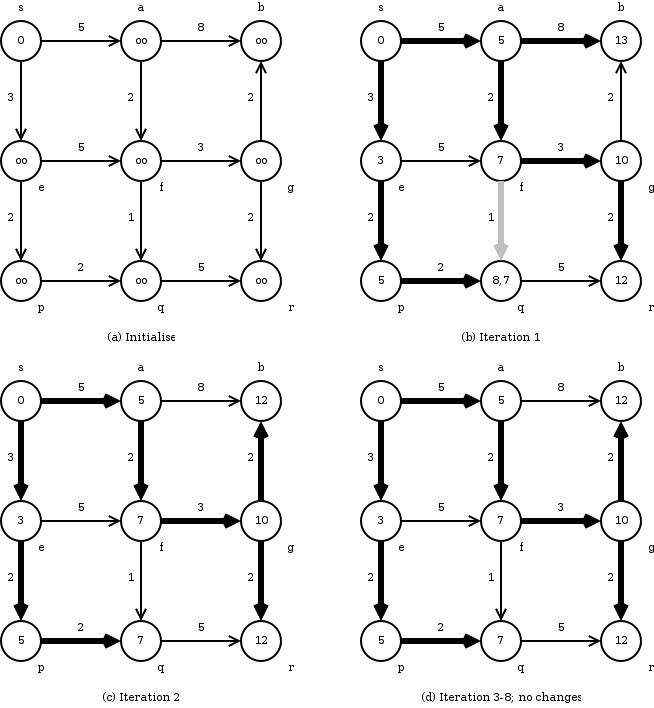 s a b s a b
5 8 5 8
0 oo oo 0 5 13
3 2 2 3 2 2
5 3 5 3
oo oo oo 3 7 10
e f g e f g
2 1 2 2 1 2
2 5 2 5
oo oo oo 5 8,7 12
p q r p q r
(a) Initialise (b) Iteration 1
s a b s a b
5 8 5 8
0 5 12 0 5 12
3 2 2 3 2 2
5 3 5 3
3 7 10 3 7 10
e f g e f g
2 1 2 2 1 2
2 5 2 5
5 7 12 5 7 12
p q r p q r
(c) Iteration 2 (d) Iteration 3-8; no changes